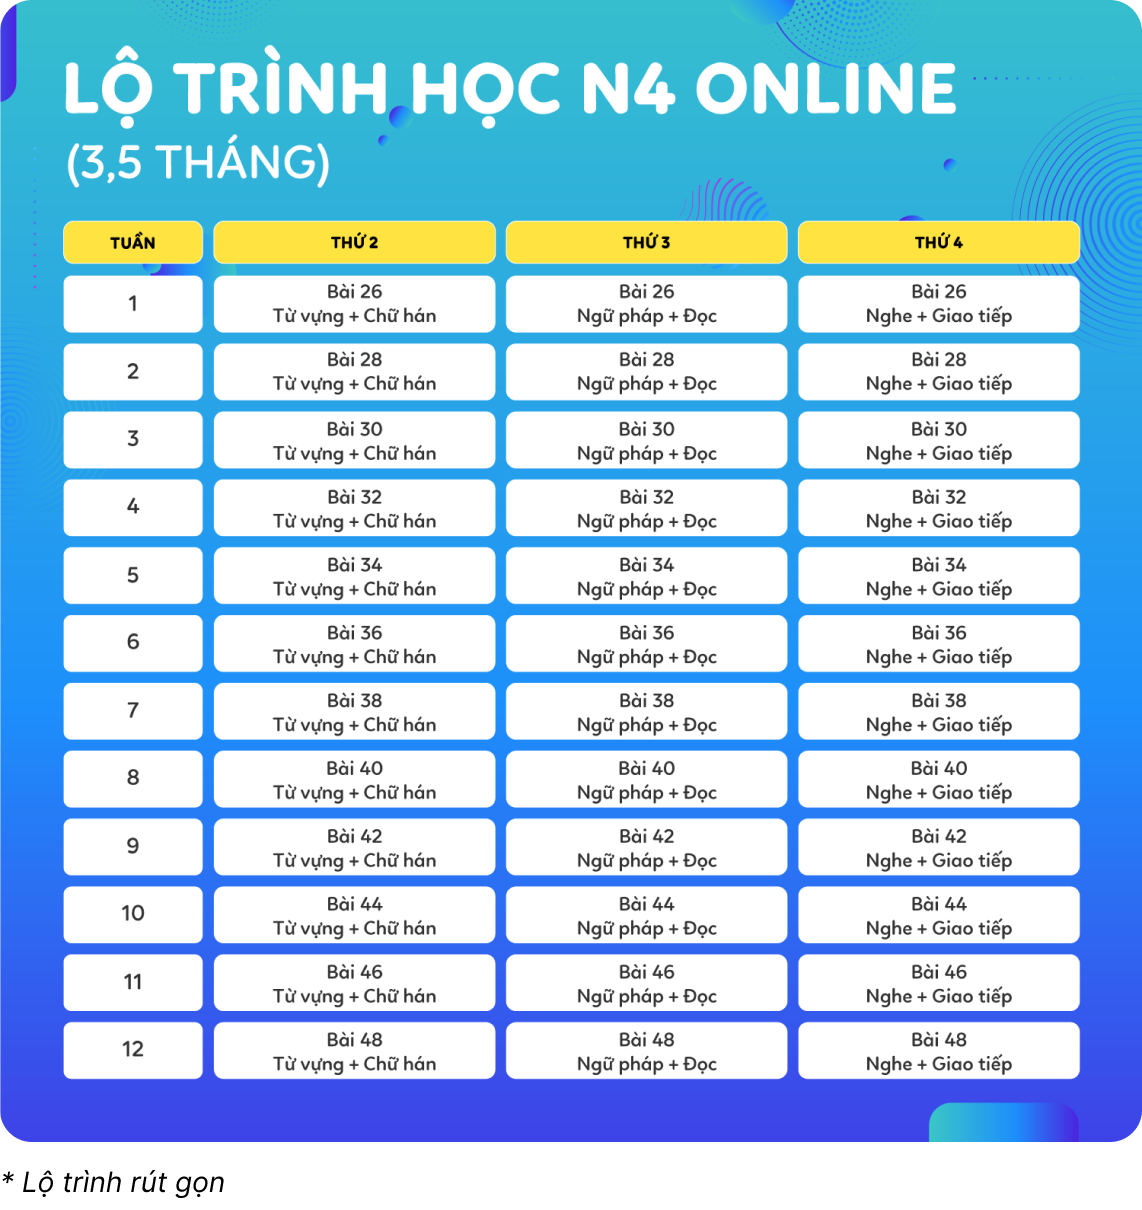 LỘ TRÌNH HỌC N4 ONLINE
(3,5 THÁNG)
TUẦN THỨ 2 THỨ 3 THỨ 4
1
Bài 26
Từ vựng + Chữ hán
Bài 26
Ngữ pháp + Đọc
Bài 26
Nghe + Giao tiếp
2
Bài 28
Từ vựng + Chữ hán
Bài 28
Ngữ pháp + Đọc
Bài 28
Nghe + Giao tiếp
3
Bài 30
Từ vựng + Chữ hán
Bài 30
Ngữ pháp + Đọc
Bài 30
Nghe + Giao tiếp
4
Bài 32
Từ vựng + Chữ hán
Bài 32
Ngữ pháp + Đọc
Bài 32
Nghe + Giao tiếp
5
Bài 34
Từ vựng + Chữ hán
Bài 34
Ngữ pháp + Đọc
Bài 34
Nghe + Giao tiếp
6
Bài 36
Từ vựng + Chữ hán
Bài 36
Ngữ pháp + Đọc
Bài 36
Nghe + Giao tiếp
7
Bài 38
Từ vựng + Chữ hán
Bài 38
Ngữ pháp + Đọc
Bài 38
Nghe + Giao tiếp
8
Bài 40
Từ vựng + Chữ hán
Bài 40
Ngữ pháp + Đọc
Bài 40
Nghe + Giao tiếp
9
Bài 42
Từ vựng + Chữ hán
Bài 42
Ngữ pháp + Đọc
Bài 42
Nghe + Giao tiếp
10
Bài 44
Từ vựng + Chữ hán
Bài 44
Ngữ pháp + Đọc
Bài 44
Nghe + Giao tiếp
11
Bài 46
Từ vựng + Chữ hán
Bài 46
Ngữ pháp + Đọc
Bài 46
Nghe + Giao tiếp
12
Bài 48
Từ vựng + Chữ hán
Bài 48
Ngữ pháp + Đọc
Bài 48
Nghe + Giao tiếp
* Lộ trình rút gọn